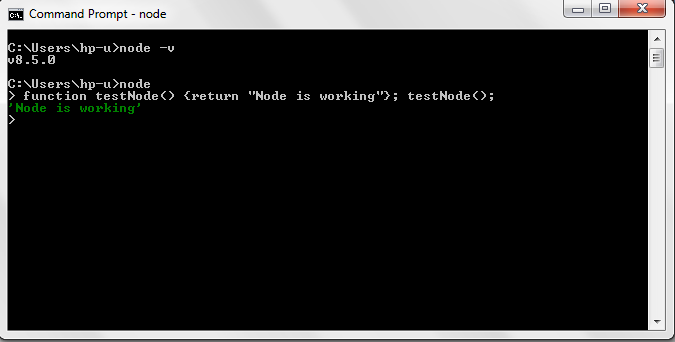 Command Prompt - node
C:\Users\hp-u>node -v
v8.5.0
C:\Users\hp-u>node
> function testNode() {return "Node is working"}; testNode();
'Node is working'
>